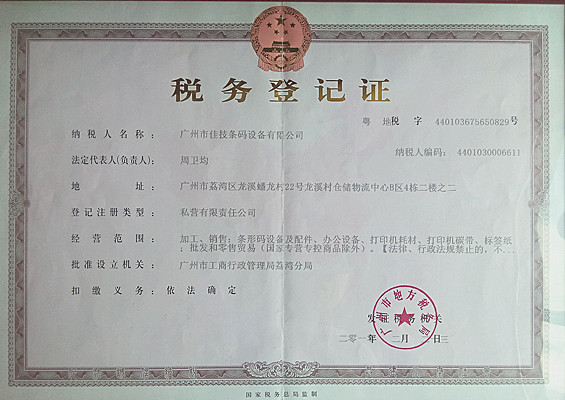 税务登记证
粤 地税 字 440103675650829号
纳税人名称： 广州市佳技条码设备有限公司
纳税人编码： 4401030006611
法定代表人(负责人)： 周卫均
地 址： 广州市荔湾区龙溪蟠龙村22号龙溪村仓储物流中心B区4栋二楼之二
登记注册类型： 私营有限责任公司
经营范围： 加工、销售：条形码设备及配件、办公设备、打印机耗材、打印机碳带、标签纸
；批发和零售贸易（国家专营专控商品除外）。【法律、行政法规禁止的，不...
批准设立机关： 广州市工商行政管理局荔湾分局
扣缴义务：依法确定
广州市地方税务局
发证税务机关
二零一 年 二月 日
国家税务总局监制